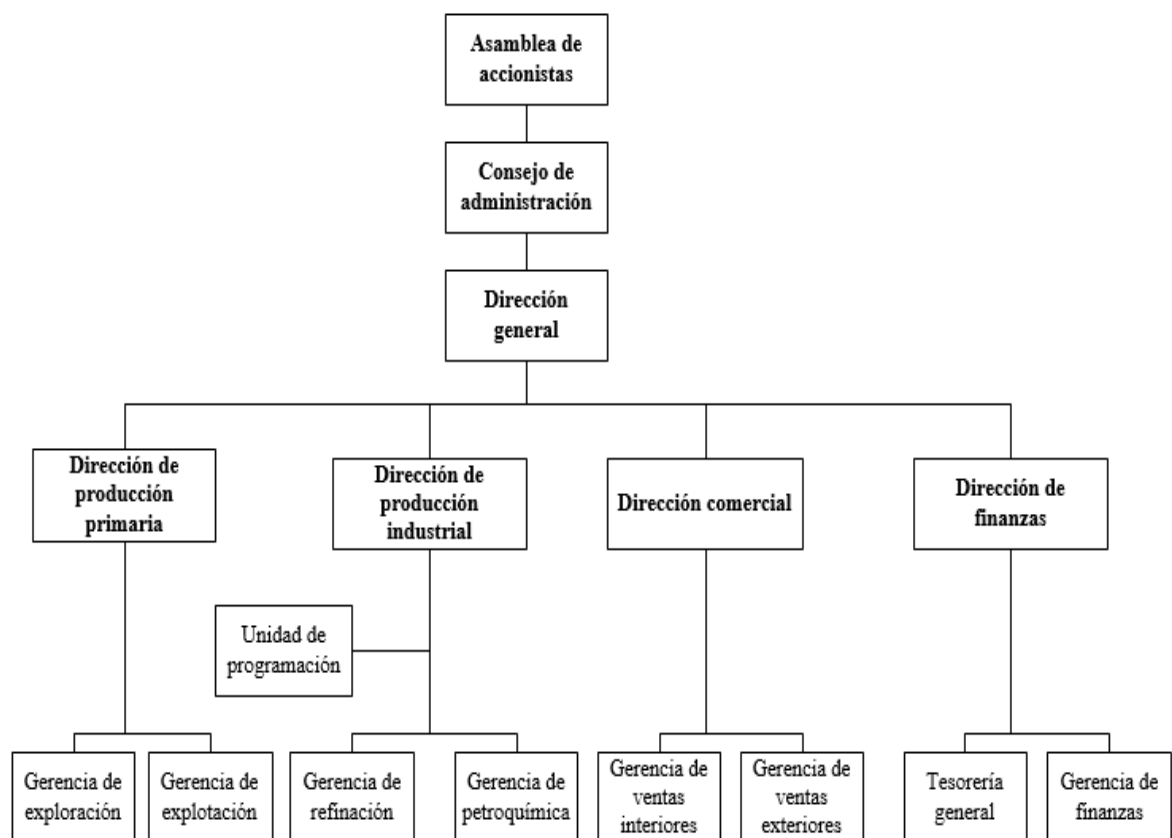 Asamblea de
accionistas
Consejo de
administración
Dirección
general
Dirección de
producción
primaria
Dirección de
producción
industrial
Dirección comercial
Dirección de
finanzas
Unidad de
programación
Gerencia de
exploración
Gerencia de
explotación
Gerencia de
refinación
Gerencia de
petroquímica
Gerencia de
ventas
interiores
Gerencia de
ventas
exteriores
Tesorería
general
Gerencia de
finanzas